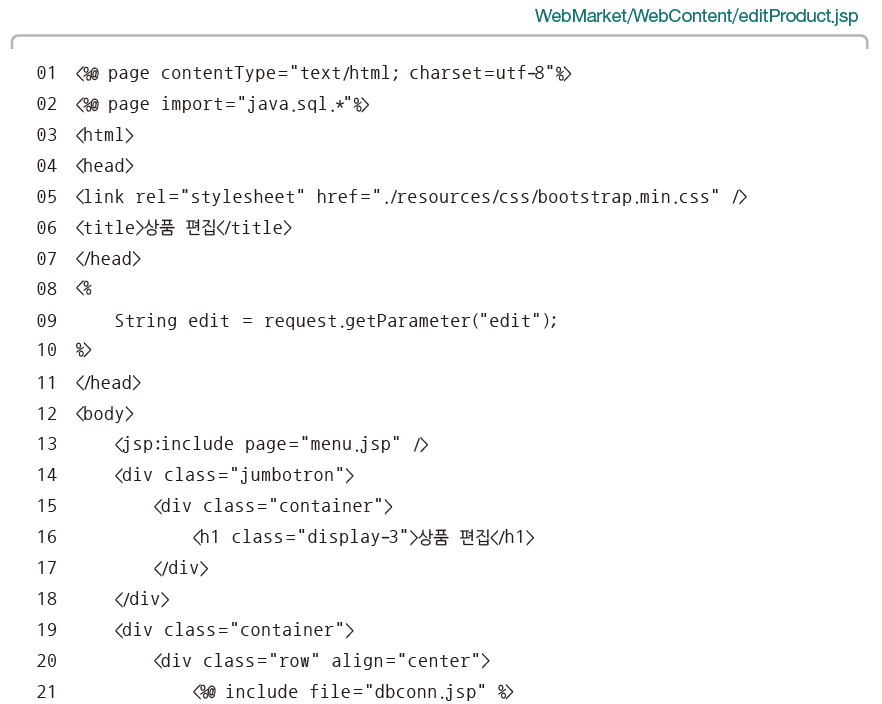 WebMarket/WebContent/editProduct.jsp
01 <%@ page contentType="text/html; charset=utf-8"%>
02 <%@ page import="java.sql.*"%>
03 <html>
04 <head>
05 <link rel="stylesheet" href="./resources/css/bootstrap.min.css" />
06 <title>상품 편집</title>
07 </head>
08 <%
09     String edit = request.getParameter("edit");
10 %>
11 </head>
12 <body>
13     <jsp:include page="menu.jsp" />
14     <div class="jumbotron">
15         <div class="container">
16             <h1 class="display-3">상품 편집</h1>
17         </div>
18     </div>
19     <div class="container">
20         <div class="row" align="center">
21             <%@ include file="dbconn.jsp" %>